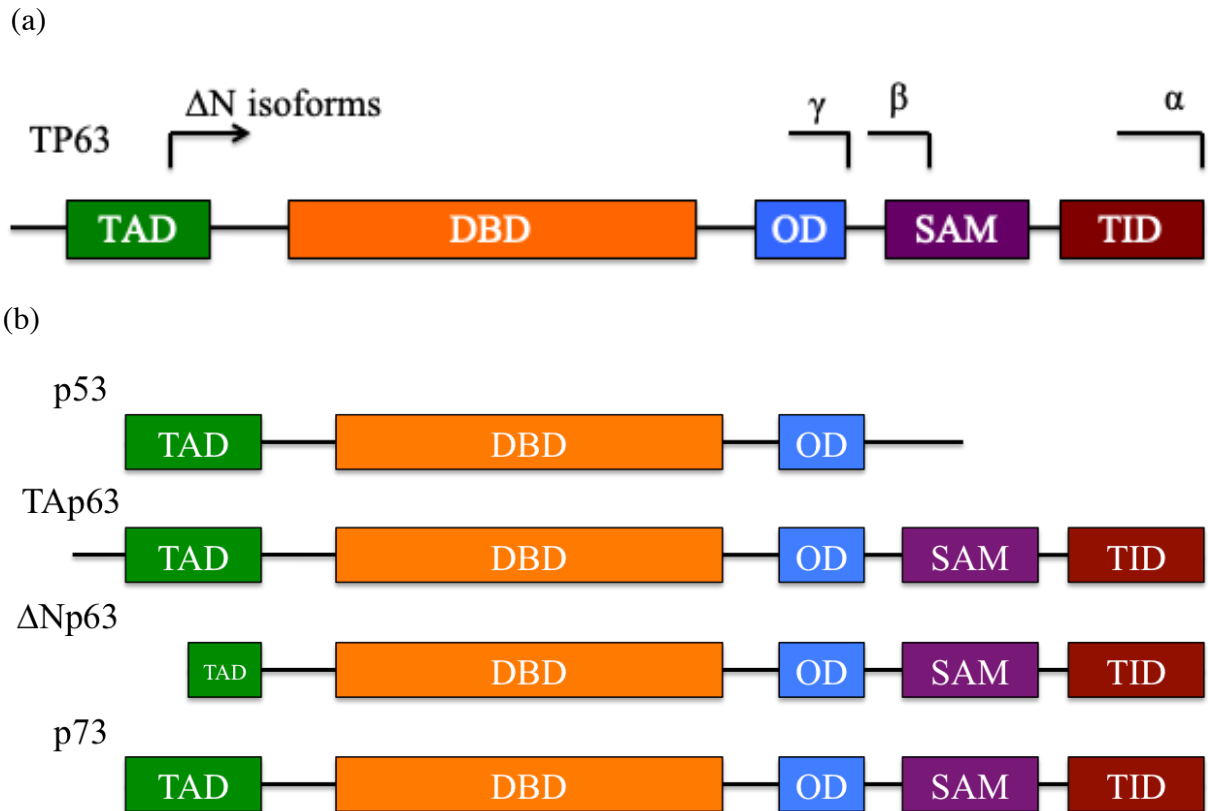 (a)
ΔN isoforms γ β α
TP63
TAD DBD OD SAM TID
(b)
p53
TAD DBD OD
TAp63
TAD DBD OD SAM TID
ΔNp63
TAD DBD OD SAM TID
p73
TAD DBD OD SAM TID